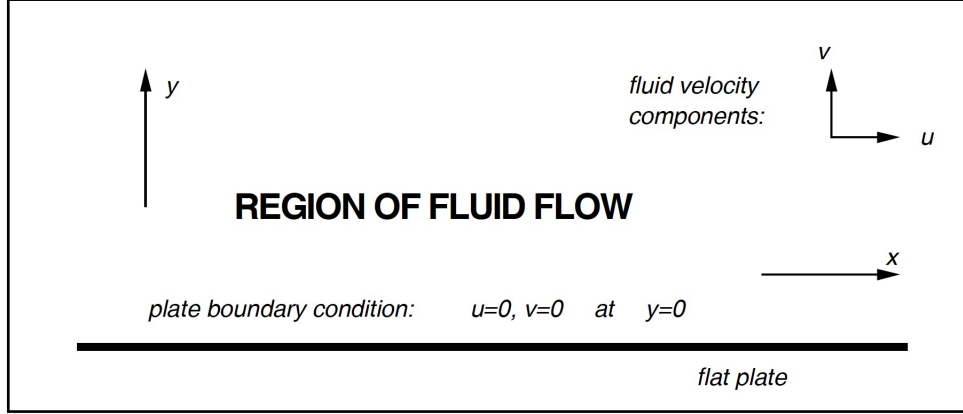 v
y
fluid velocity
components:
u
REGION OF FLUID FLOW
x
plate boundary condition: u=0, v=0 at y=0
flat plate